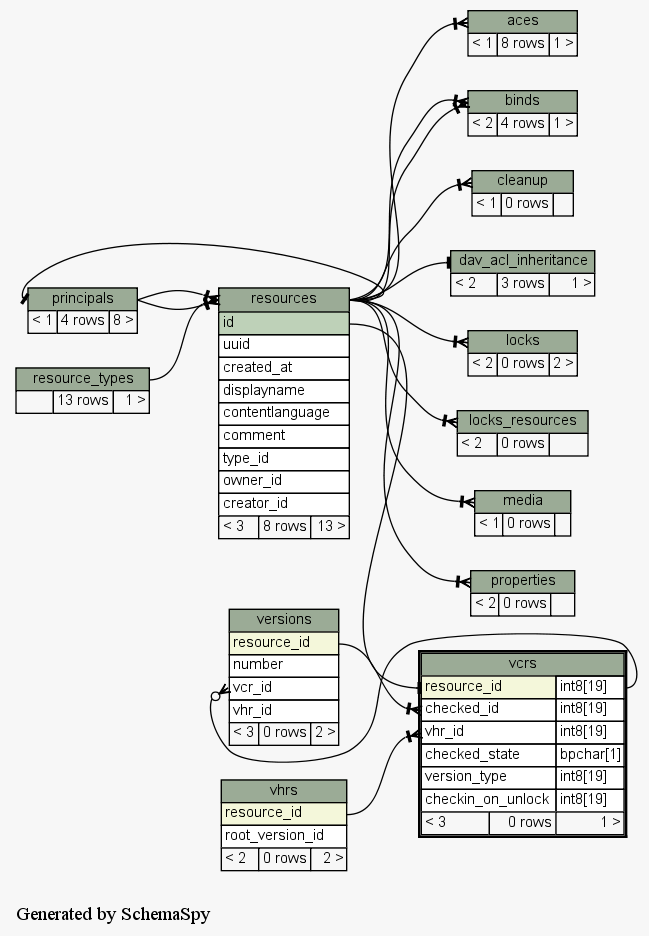 aces
< 1 8 rows 1 >
binds
< 2 4 rows 1 >
cleanup
< 1 0 rows
dav_acl_inheritance
< 2 3 rows 1 >
principals
< 1 4 rows 8 >
resources
id
uuid
created_at
displayname
contentlanguage
comment
type_id
owner_id
creator_id
< 3 8 rows 13 >
locks
< 2 0 rows 2 >
resource_types
13 rows 1 >
locks_resources
< 2 0 rows
media
< 1 0 rows
properties
< 2 0 rows
versions
resource_id
number
vcr_id
vhr_id
< 3 0 rows 2 >
vcrs
resource_id int8[19]
checked_id int8[19]
vhr_id int8[19]
checked_state bpchar[1]
version_type int8[19]
checkin_on_unlock int8[19]
< 3 0 rows 1 >
vhrs
resource_id
root_version_id
< 2 0 rows 2 >
Generated by SchemaSpy